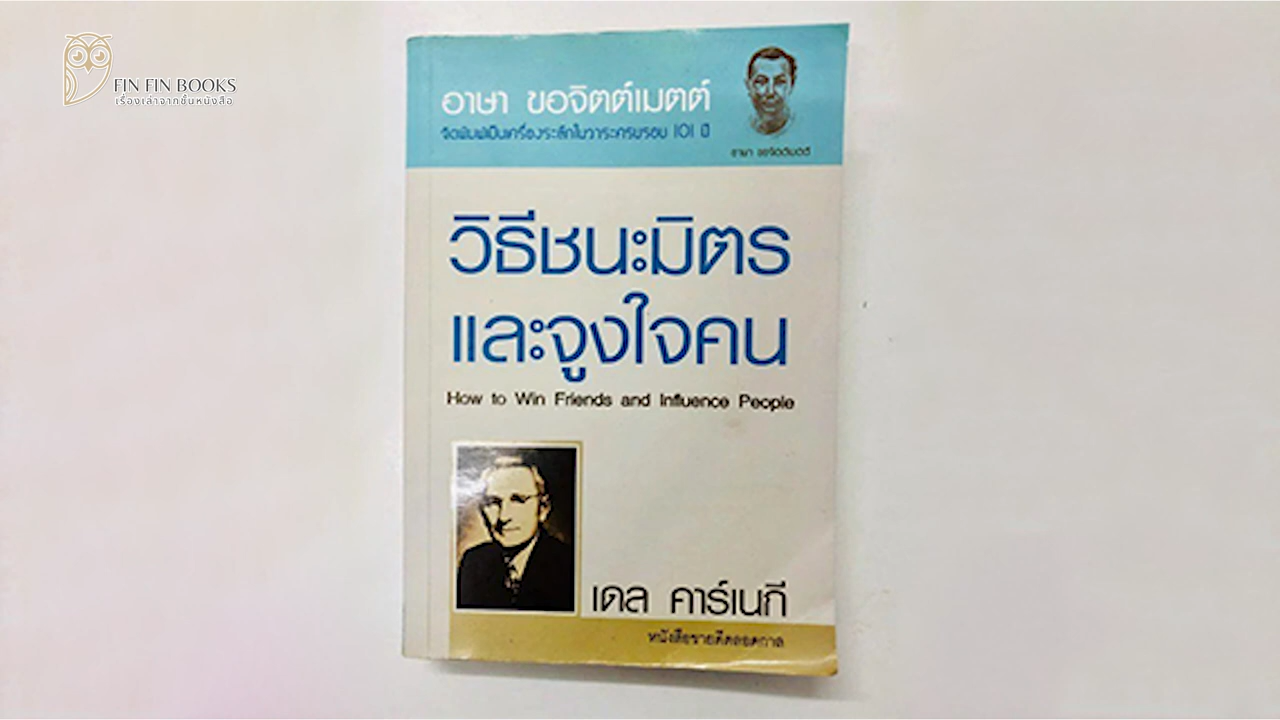 FIN FIN BOOKS
เรื่องเล่าจากชั้นหนังสือ
อาษา ขอจิตต์เมตต์
จัดพิมพ์เป็นเครื่องระลึกในวาระครบรอบ 101 ปี
อาษา ขอจิตต์เมตต์
วิธีชนะมิตร
และจูงใจคน
How to Win Friends and Influence People
เดล คาร์เนกี
หนังสือขายดีตลอดกาล